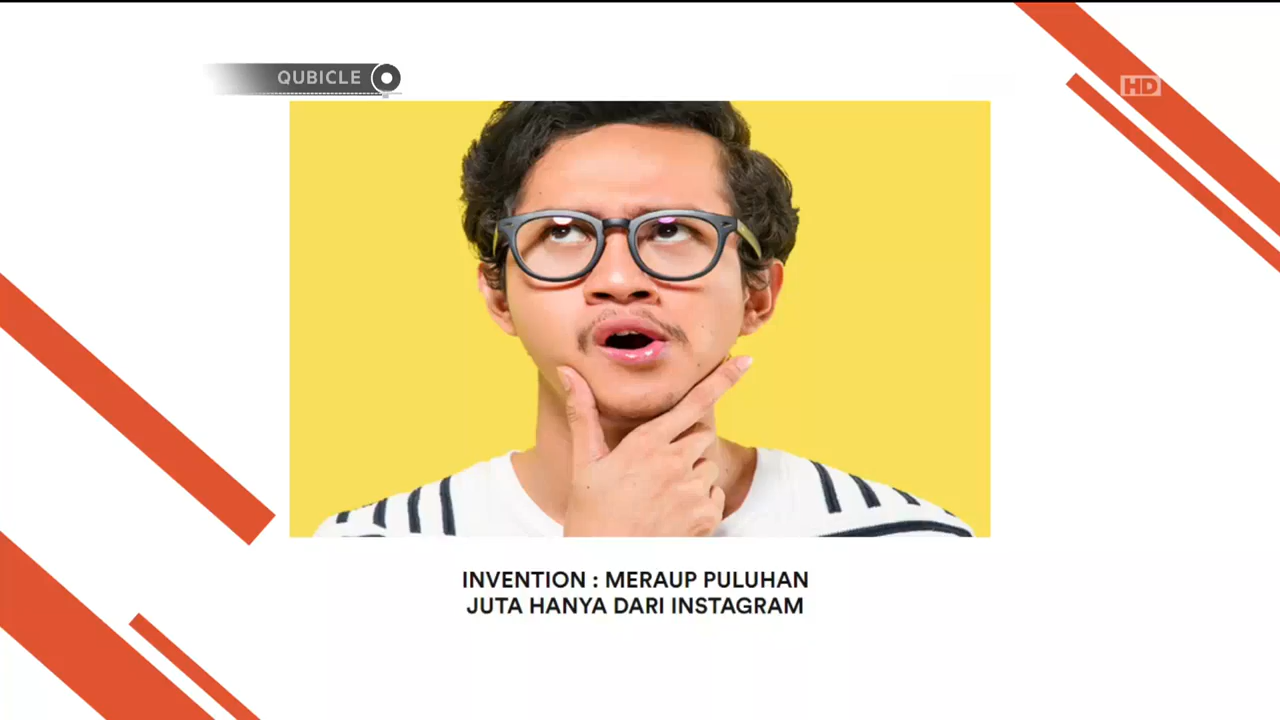 QUBICLE
HD
INVENTION : MERAUP PULUHAN
JUTA HANYA DARI INSTAGRAM